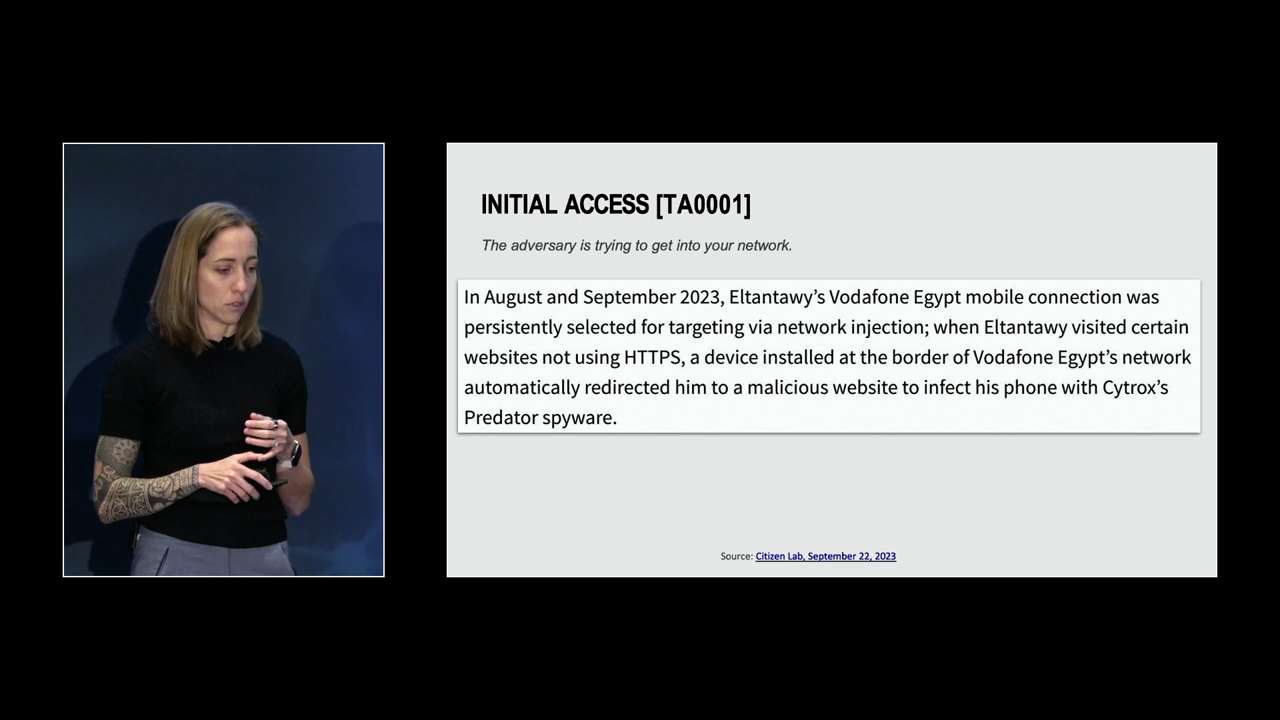 INITIAL ACCESS [TA0001]
The adversary is trying to get into your network.
In August and September 2023, Eltantawy’s Vodafone Egypt mobile connection was
persistently selected for targeting via network injection; when Eltantawy visited certain
websites not using HTTPS, a device installed at the border of Vodafone Egypt’s network
automatically redirected him to a malicious website to infect his phone with Cytrox’s
Predator spyware.
Source: Citizen Lab, September 22, 2023